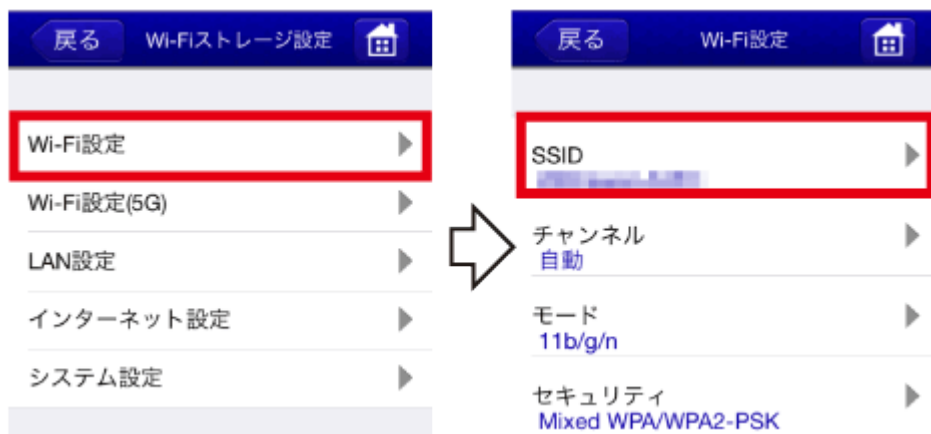 戻る Wi-Fiストレージ設定
Wi-Fi設定
Wi-Fi設定(5G)
LAN設定
インターネット設定
システム設定
戻る Wi-Fi設定
SSID
チャンネル
自動
モード
11b/g/n
セキュリティ
Mixed WPA/WPA2-PSK